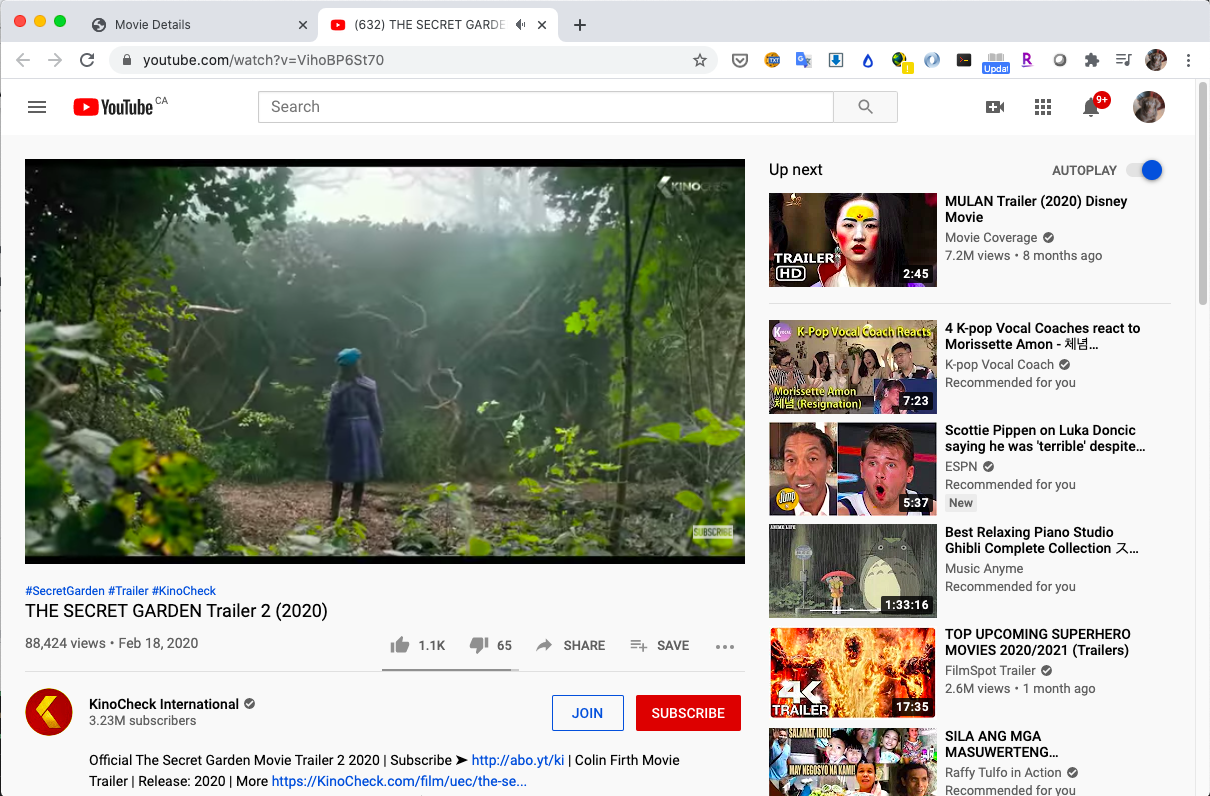 Movie Details
(632) THE SECRET GARDE
youtube.com/watch?v=VihoBP6St70
TXT
Updat
R
YouTube CA
Search
9+
KINOCHECK
SUBSCRIBE
#SecretGarden #Trailer #KinoCheck
THE SECRET GARDEN Trailer 2 (2020)
88,424 views • Feb 18, 2020
1.1K
65
SHARE
SAVE
KinoCheck International
3.23M subscribers
JOIN
SUBSCRIBE
Official The Secret Garden Movie Trailer 2 2020 | Subscribe ➤ http://abo.yt/ki | Colin Firth Movie
Trailer | Release: 2020 | More https://KinoCheck.com/film/uec/the-se...
Up next
AUTOPLAY
TRAILER
HD
2:45
MULAN Trailer (2020) Disney
Movie
Movie Coverage
7.2M views • 8 months ago
K-Pop Vocal Coach Reacts
Morissette Amon
체념 (Resignation)
7:23
4 K-pop Vocal Coaches react to
Morissette Amon - 체념…
K-pop Vocal Coach
Recommended for you
Jump
5:37
Scottie Pippen on Luka Doncic
saying he was 'terrible' despite…
ESPN
Recommended for you
New
ANIME LIFE
1:33:16
Best Relaxing Piano Studio
Ghibli Complete Collection ス…
Music Anyme
Recommended for you
4K
TRAILER
17:35
TOP UPCOMING SUPERHERO
MOVIES 2020/2021 (Trailers)
FilmSpot Trailer
2.6M views • 1 month ago
SALAMAT, IDOL!
MAY NEGOSYO NA KAMI!
SILA ANG MGA
MASUWERTENG…
Raffy Tulfo in Action
Recommended for you